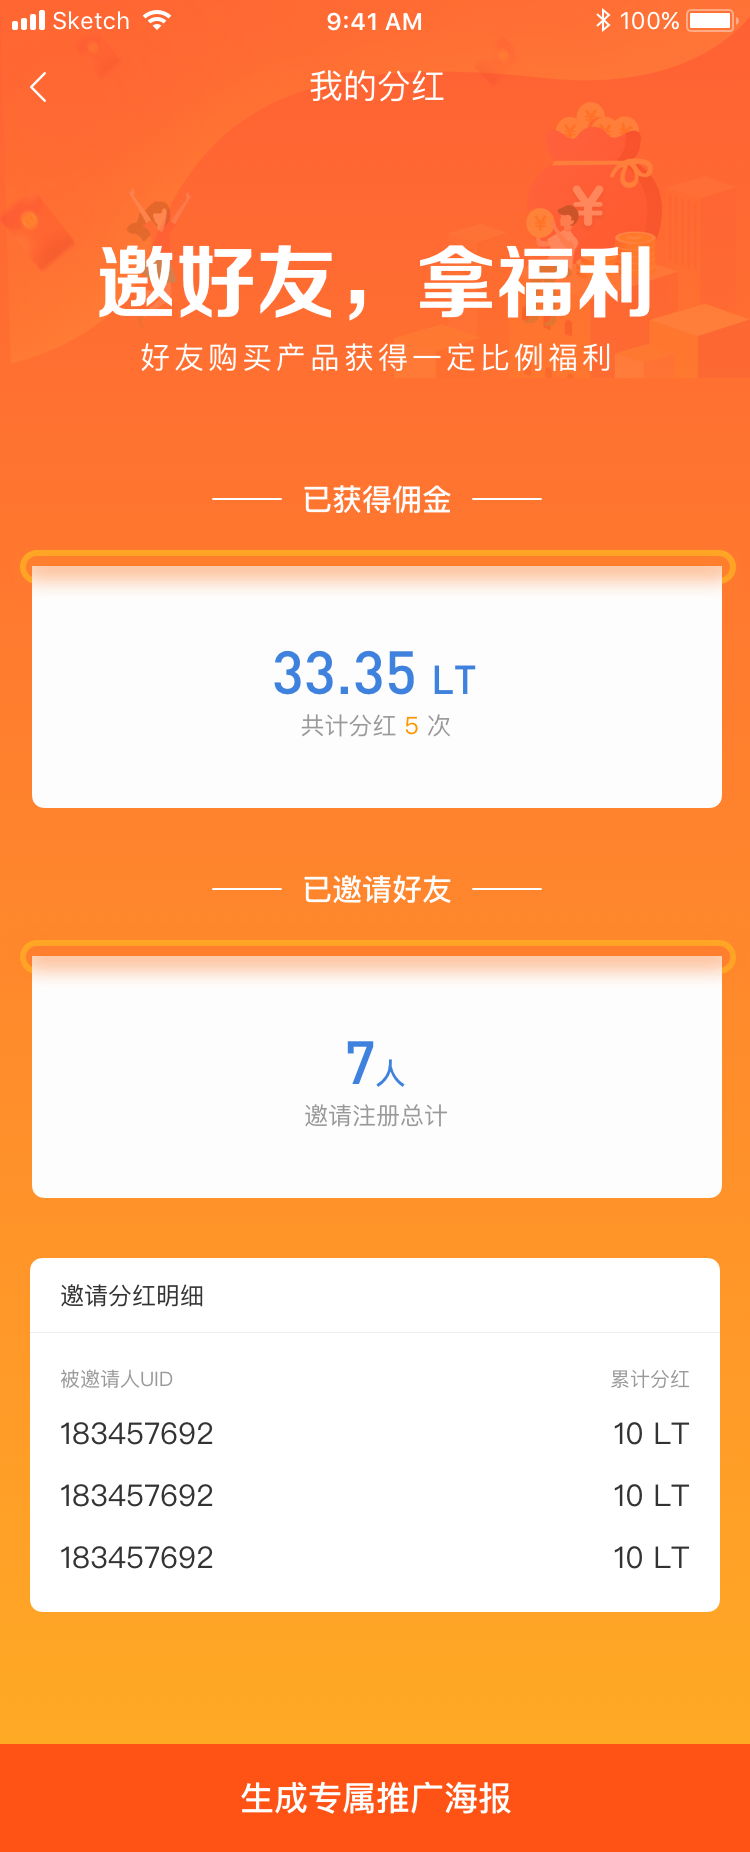 Sketch 9:41 AM 100%
我的分红
邀好友，拿福利
好友购买产品获得一定比例福利
已获得佣金
33.35 LT
共计分红 5 次
已邀请好友
7人
邀请注册总计
邀请分红明细
被邀请人UID 累计分红
183457692 10 LT
183457692 10 LT
183457692 10 LT
生成专属推广海报